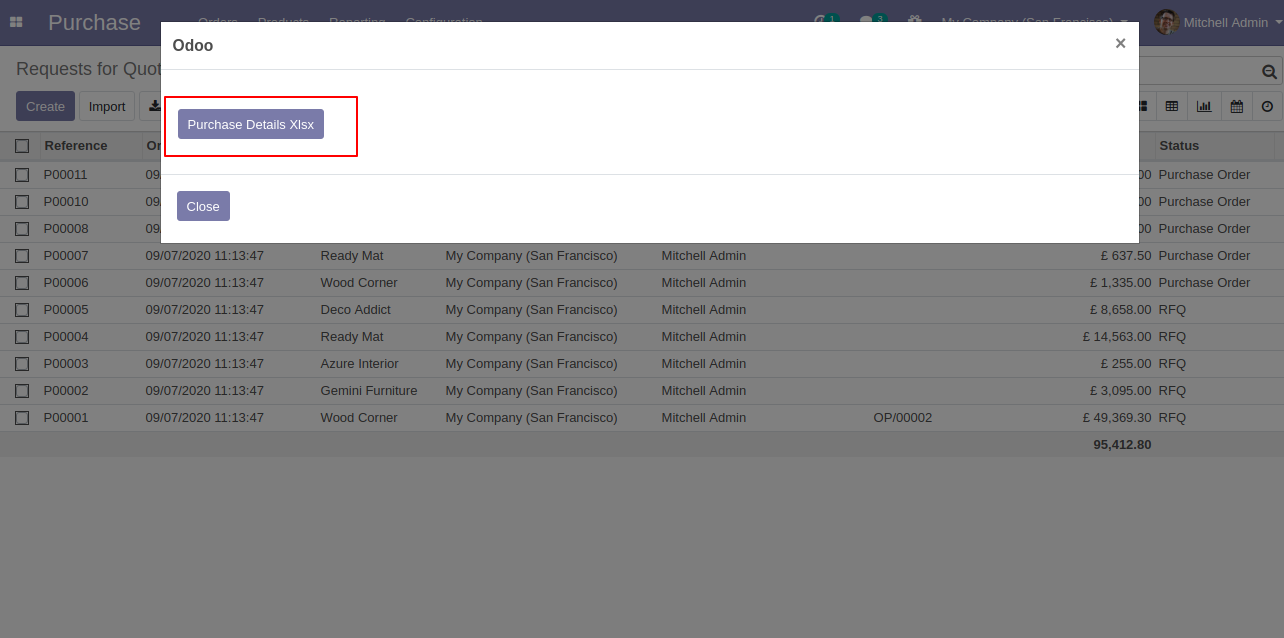 Purchase Orders Products Reporting Configuration 1 3 My Company (San Francisco) Mitchell Admin
Odoo ×
Requests for Quot
Create Import
Purchase Details Xlsx
Reference Or Status
P00011 09 00 Purchase Order
P00010 09 00 Purchase Order
Close
P00008 09 00 Purchase Order
P00007 09/07/2020 11:13:47 Ready Mat My Company (San Francisco) Mitchell Admin £ 637.50 Purchase Order
P00006 09/07/2020 11:13:47 Wood Corner My Company (San Francisco) Mitchell Admin £ 1,335.00 Purchase Order
P00005 09/07/2020 11:13:47 Deco Addict My Company (San Francisco) Mitchell Admin £ 8,658.00 RFQ
P00004 09/07/2020 11:13:47 Ready Mat My Company (San Francisco) Mitchell Admin £ 14,563.00 RFQ
P00003 09/07/2020 11:13:47 Azure Interior My Company (San Francisco) Mitchell Admin £ 255.00 RFQ
P00002 09/07/2020 11:13:47 Gemini Furniture My Company (San Francisco) Mitchell Admin £ 3,095.00 RFQ
P00001 09/07/2020 11:13:47 Wood Corner My Company (San Francisco) Mitchell Admin OP/00002 £ 49,369.30 RFQ
95,412.80